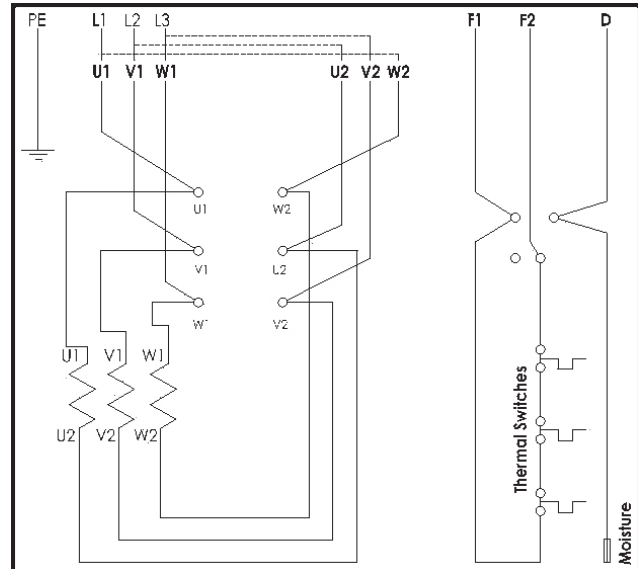 PE L1 L2 L3 F1 F2 D
U1 V1 W1 U2 V2 W2
U1 W2
V1 U2
W1 V2
U1 V1 W1
U2 V2 W2
Thermal Switches
Moisture